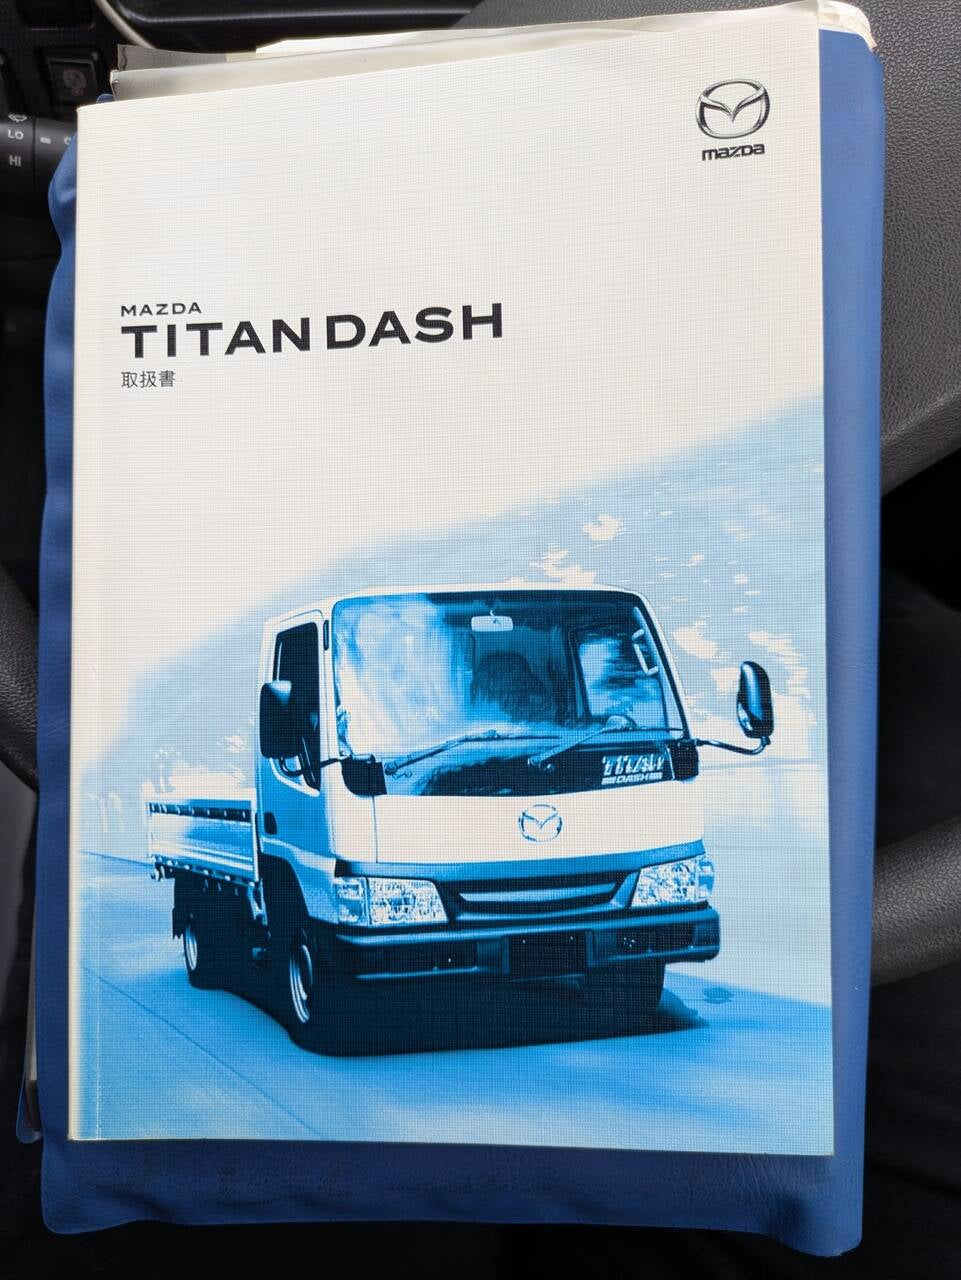 mazda
MAZDA
TITAN DASH
取扱書
LO
HI
TITAN
DASH